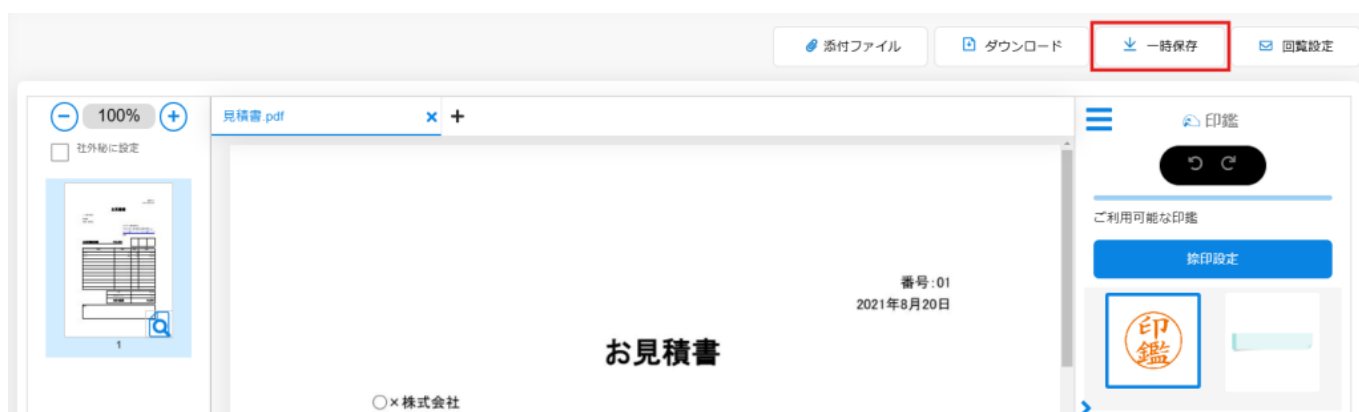 添付ファイル
ダウンロード
一時保存
回覧設定
100%
社外秘に設定
1
見積書.pdf
番号:01
2021年8月20日
お見積書
○×株式会社
印鑑
ご利用可能な印鑑
捺印設定
印鑑